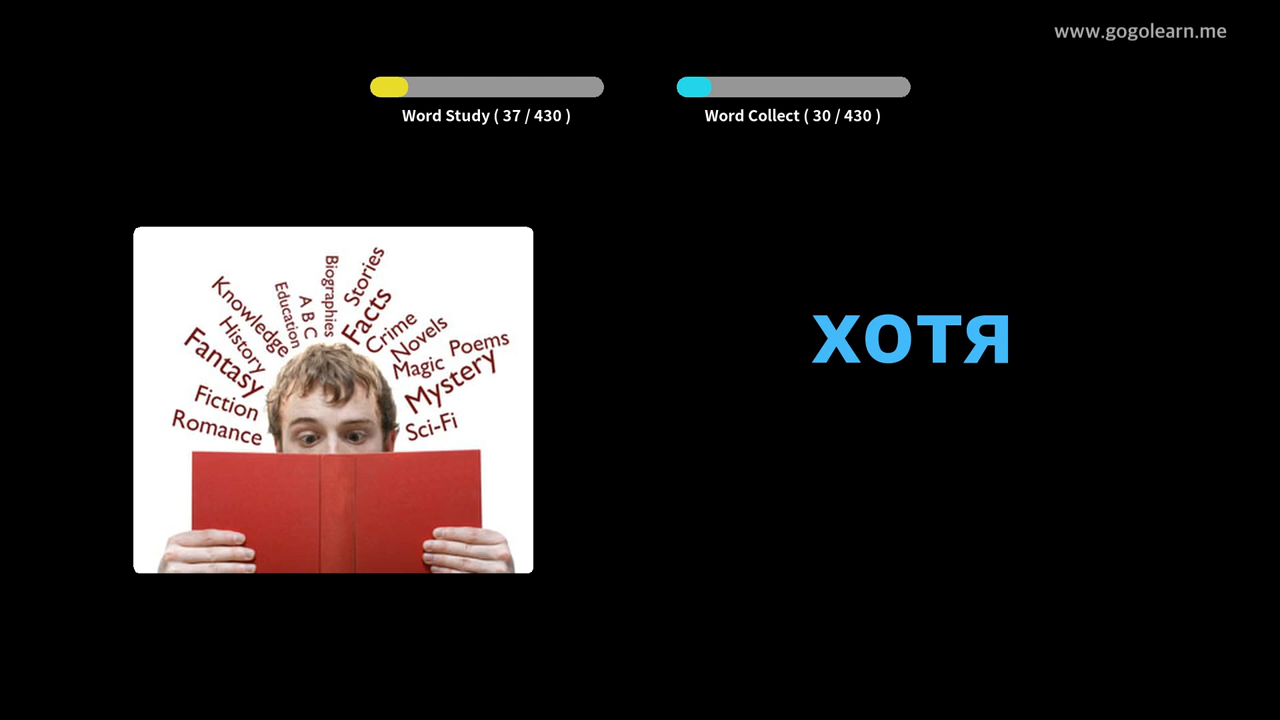 www.gogolearn.me
Word Study ( 37 / 430 )
Word Collect ( 30 / 430 )
Stories
Biographies
Facts
A B C
Education
Knowledge
Crime
Novels
History
Poems
Fantasy
Magic
Mystery
Fiction
Sci-Fi
Romance
хотя